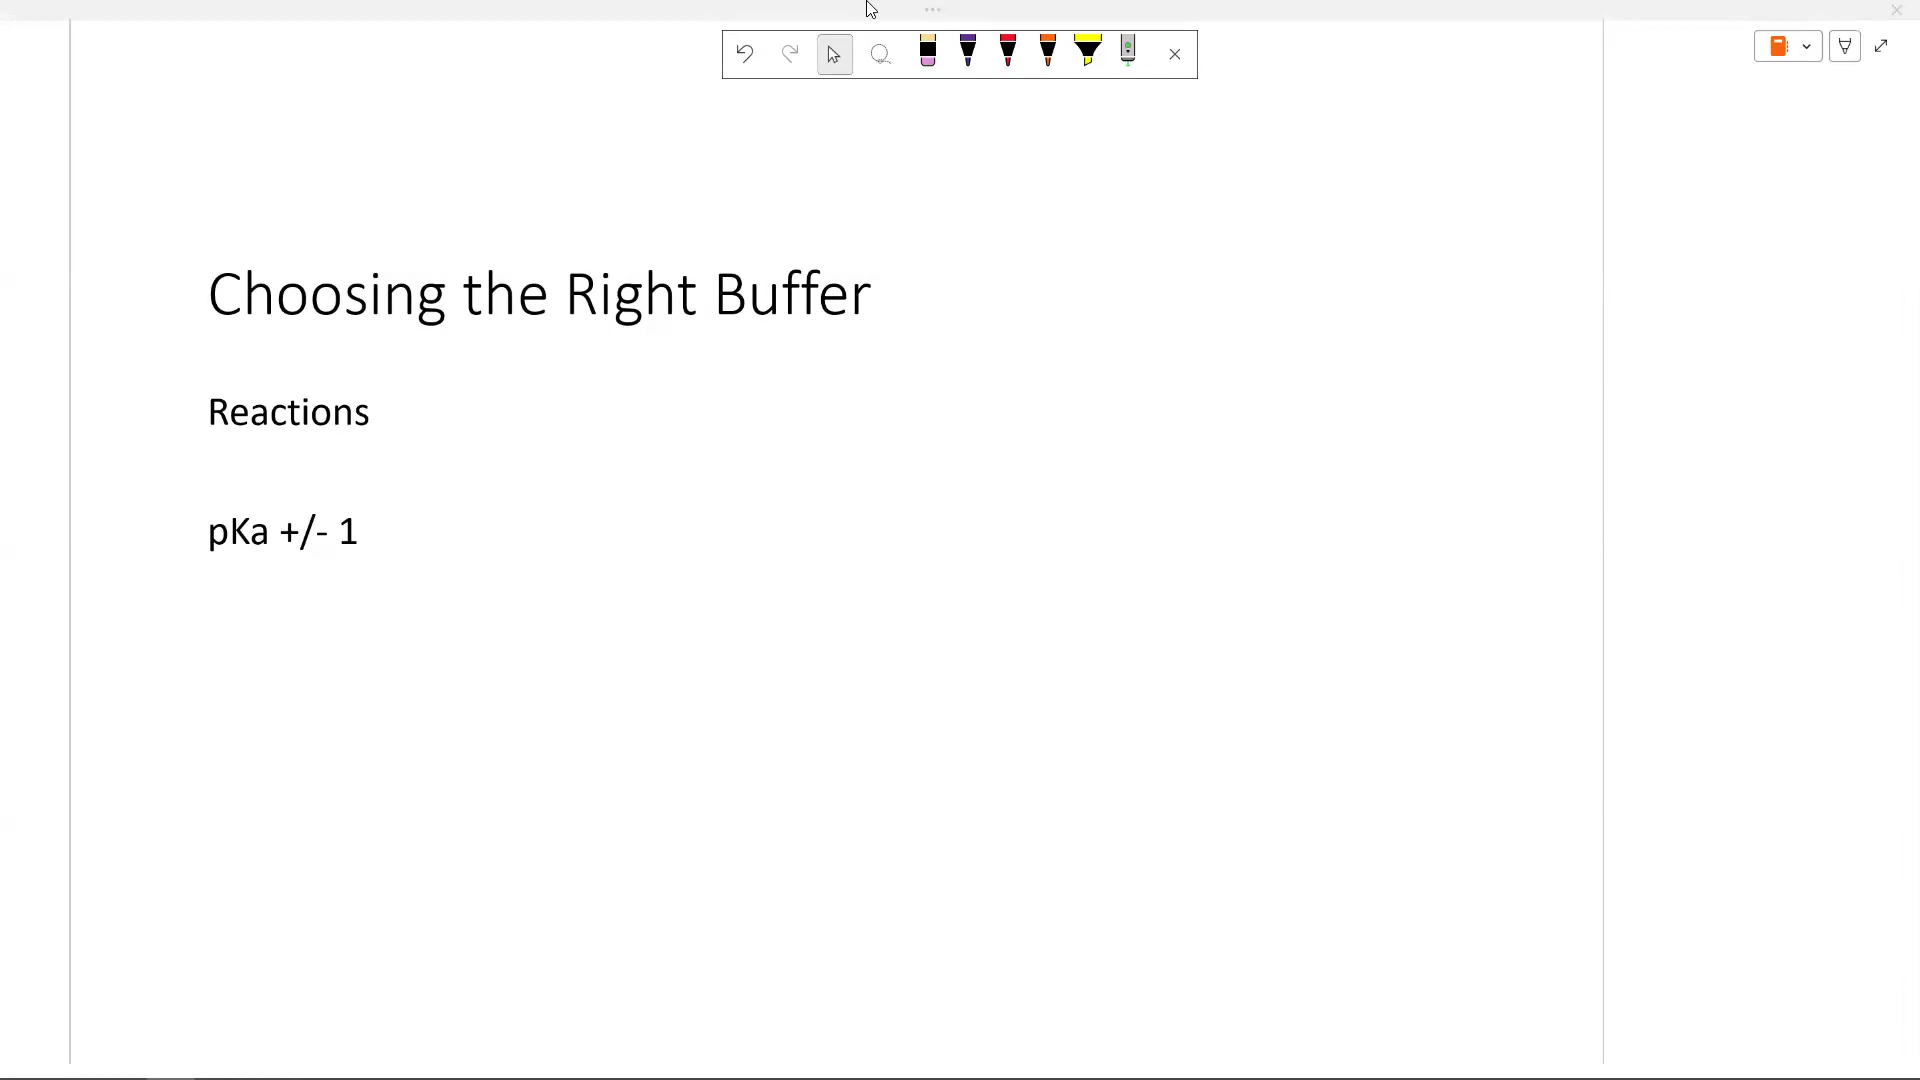 Choosing the Right Buffer
Reactions
pKa +/- 1